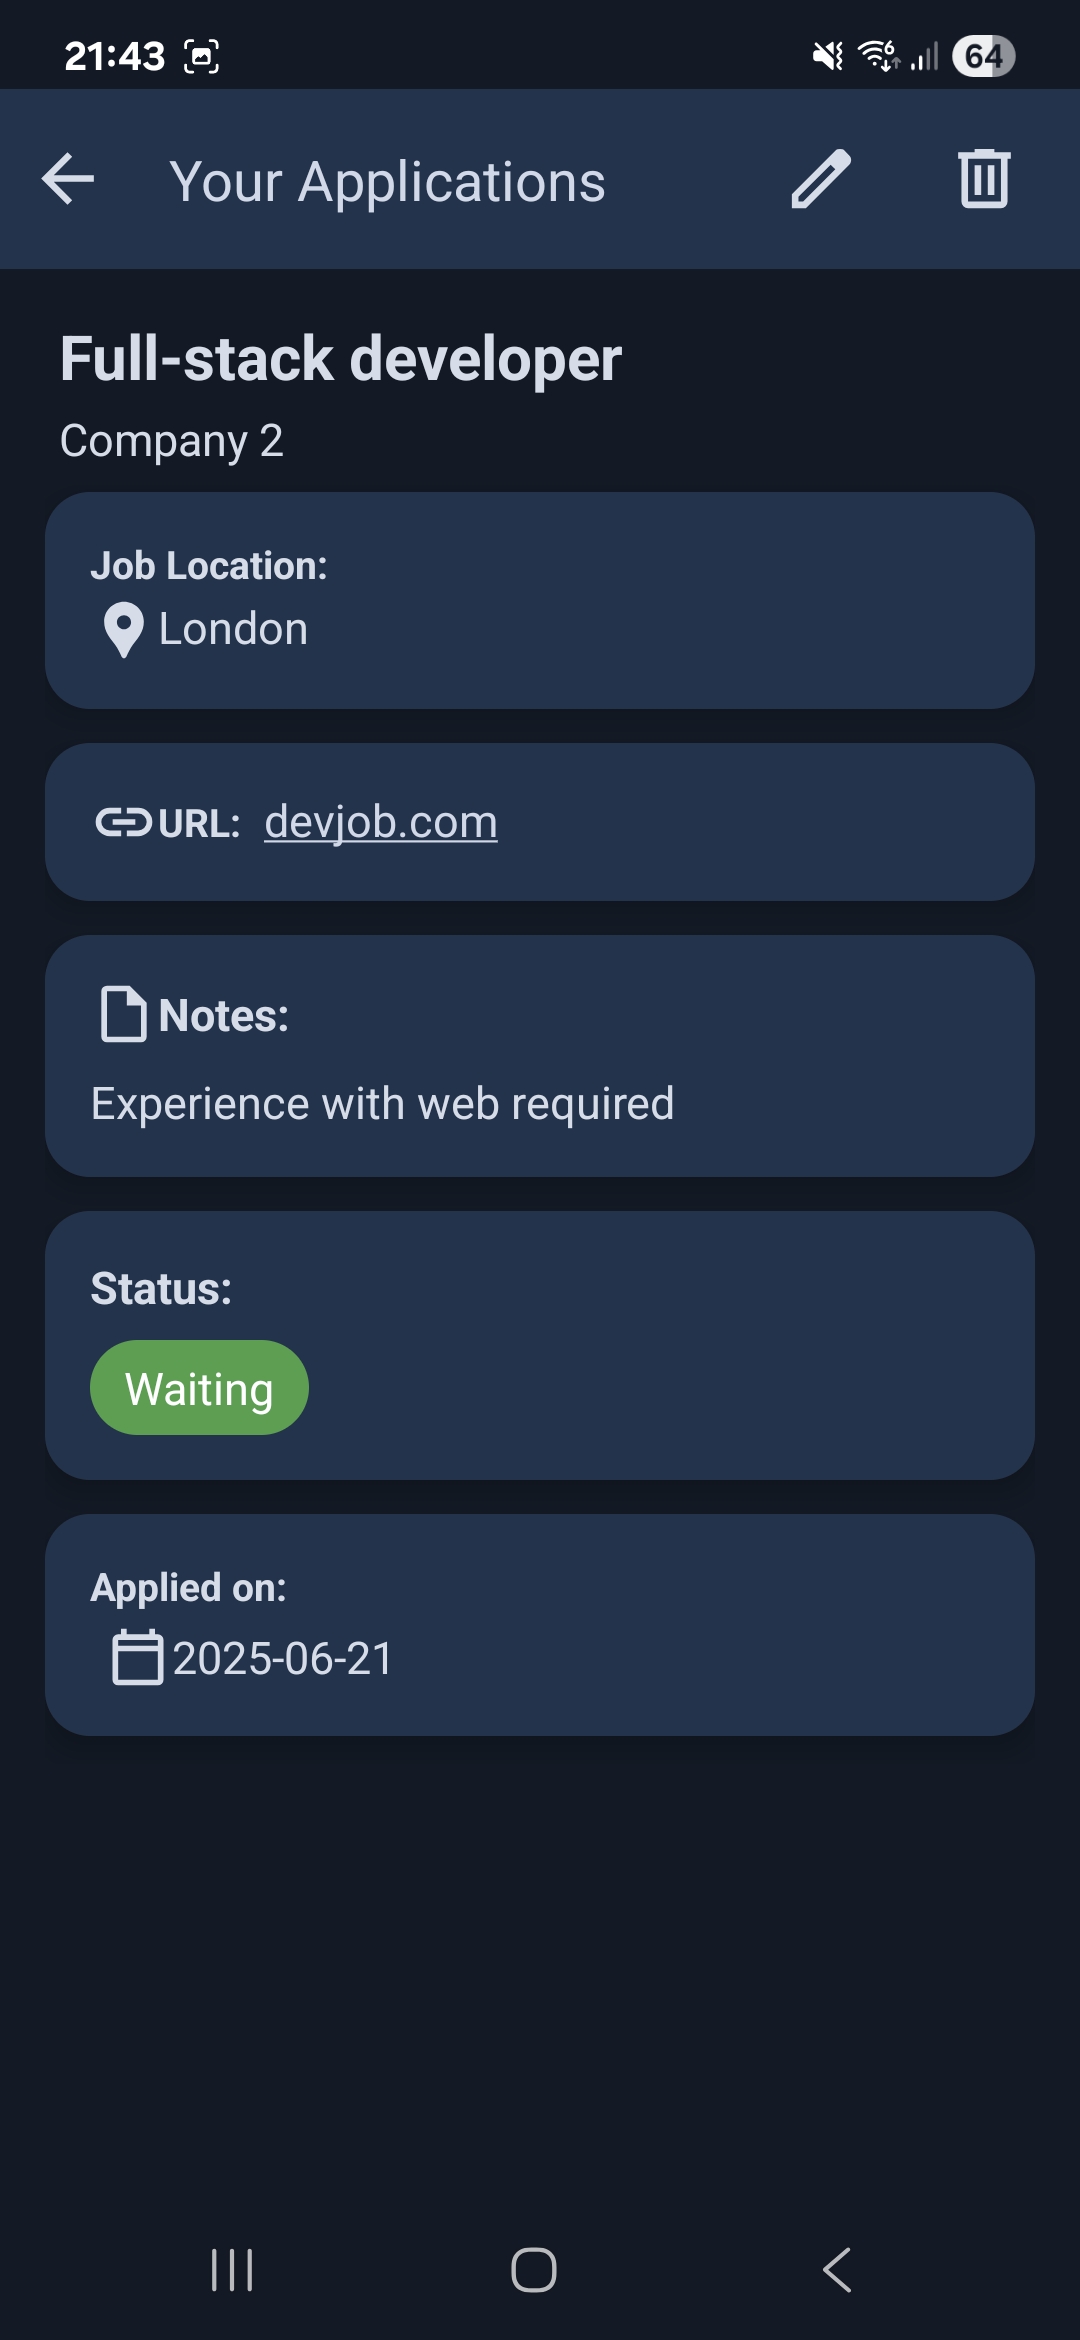 21:43
6
64
Your Applications
Full-stack developer
Company 2
Job Location:
London
URL: devjob.com
Notes:
Experience with web required
Status:
Waiting
Applied on:
2025-06-21